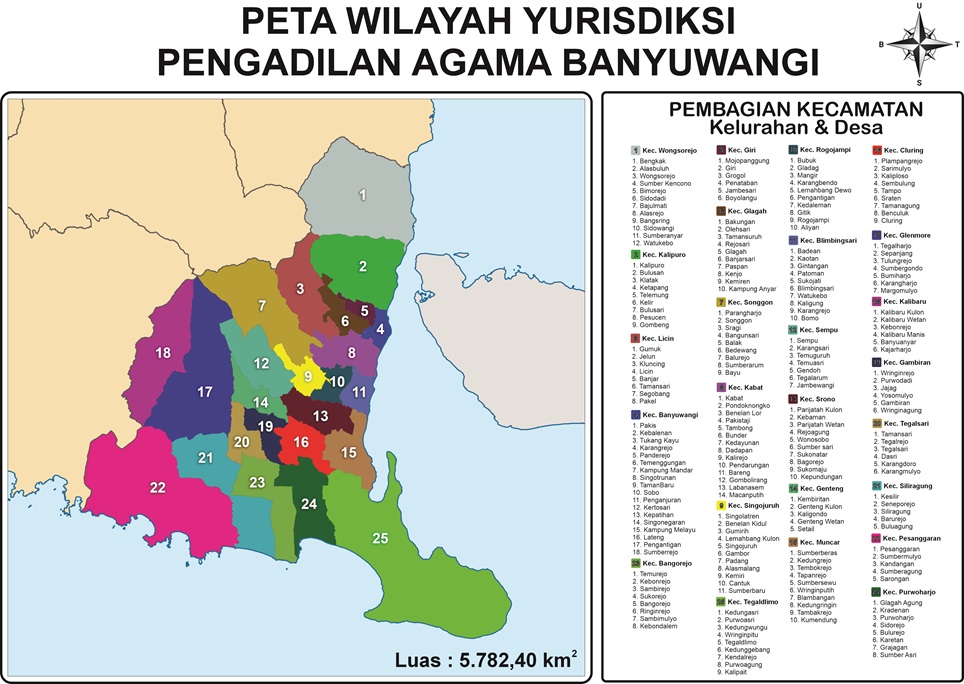 PETA WILAYAH YURISDIKSI
PENGADILAN AGAMA BANYUWANGI
U
B
T
S
1
2
3
4
5
6
7
8
9
10
11
12
13
14
15
16
17
18
19
20
21
22
23
24
25
Luas : 5.782,40 km2
PEMBAGIAN KECAMATAN
Kelurahan & Desa
1 Kec. Wongsorejo
1. Bengkak
2. Alasbuluh
3. Wongsorejo
4. Sumber Kencono
5. Bimorejo
6. Sidodadi
7. Bajulmati
8. Alasrejo
9. Bangsring
10. Sidowangi
11. Sumberanyar
12. Watukebo
Kec. Kalipuro
1. Kalipuro
2. Bulusan
3. Klatak
4. Ketapang
5. Telemung
6. Kelir
7. Bulusari
8. Pesucen
9. Gombeng
Kec. Licin
1. Gumuk
2. Jelun
3. Kluncing
4. Licin
5. Banjar
6. Tamansari
7. Segobang
8. Pakel
Kec. Banyuwangi
1. Pakis
2. Kebalenan
3. Tukang Kayu
4. Karangrejo
5. Panderejo
6. Temenggungan
7. Kampung Mandar
8. Singotrunan
9. TamanBaru
10. Sobo
11. Penganjuran
12. Kertosari
13. Kepatihan
14. Singonegaran
15. Kampung Melayu
16. Lateng
17. Pengantigan
18. Sumberrejo
Kec. Bangorejo
1. Temurejo
2. Kebonrejo
3. Sambirejo
4. Sukorejo
5. Bangorejo
6. Ringinrejo
7. Sambimulyo
8. Kebondalem
Kec. Giri
1. Mojopanggung
2. Giri
3. Grogol
4. Penataban
5. Jambesari
6. Boyolangu
Kec. Glagah
1. Bakungan
2. Olehsari
3. Tamansuruh
4. Rejosari
5. Glagah
6. Banjarsari
7. Paspan
8. Kenjo
9. Kemiren
10. Kampung Anyar
7 Kec. Songgon
1. Parangharjo
2. Songgon
3. Sragi
4. Bangunsari
5. Balak
6. Bedewang
7. Balurejo
8. Sumberarum
9. Bayu
8 Kec. Kabat
1. Kabat
2. Pondoknongko
3. Benelan Lor
4. Pakistaji
5. Tambong
6. Bunder
7. Kedayunan
8. Dadapan
9. Kalirejo
10. Pendarungan
11. Bareng
12. Gombolirang
13. Labanasem
14. Macanputih
9 Kec. Singojuruh
1. Singolatren
2. Benelan Kidul
3. Gumirih
4. Lemahbang Kulon
5. Singojuruh
6. Gambor
7. Padang
8. Alasmalang
9. Kemiri
10. Cantuk
11. Sumberbaru
Kec. Tegaldlimo
1. Kedungasri
2. Purwoasri
3. Kedungwungu
4. Wringinpitu
5. Tegaldlimo
6. Kedunggebang
7. Kendalrejo
8. Purwoagung
9. Kalipait
Kec. Rogojampi
1. Bubuk
2. Gladag
3. Mangir
4. Karangbendo
5. Lemahbang Dewo
6. Pengantigan
7. Kedaleman
8. Gitik
9. Rogojampi
10. Aliyan
Kec. Blimbingsari
1. Badean
2. Kaotan
3. Gintangan
4. Patoman
5. Sukojati
6. Blimbingsari
7. Watukebo
8. Kaligung
9. Karangrejo
10. Bomo
Kec. Sempu
1. Sempu
2. Karangsari
3. Temuguruh
4. Temuasri
5. Gendoh
6. Tegalarum
7. Jambewangi
Kec. Srono
1. Parijatah Kulon
2. Kebaman
3. Parijatah Wetan
4. Rejoagung
5. Wonosobo
6. Sumber sari
7. Sukonatar
8. Bagorejo
9. Sukomaju
10. Kepundungan
14 Kec. Genteng
1. Kembiritan
2. Genteng Kulon
3. Kaligondo
4. Genteng Wetan
5. Setail
Kec. Muncar
1. Sumberberas
2. Kedungrejo
3. Tembokrejo
4. Tapanrejo
5. Sumbersewu
6. Wringinputih
7. Blambangan
8. Kedungringin
9. Tambakrejo
10. Kumendung
Kec. Cluring
1. Plampangrejo
2. Sarimulyo
3. Kaliploso
4. Sembulung
5. Tampo
6. Sraten
7. Tamanagung
8. Benculuk
9. Cluring
Kec. Glenmore
1. Tegalharjo
2. Sepanjang
3. Tulungrejo
4. Sumbergondo
5. Bumiharjo
6. Karangharjo
7. Margomulyo
Kec. Kalibaru
1. Kalibaru Kulon
2. Kalibaru Wetan
3. Kebonrejo
4. Kalibaru Manis
5. Banyuanyar
6. Kajarharjo
Kec. Gambiran
1. Wringinrejo
2. Purwodadi
3. Jajag
4. Yosomulyo
5. Gambiran
6. Wringinagung
Kec. Tegalsari
1. Tamansari
2. Tegalrejo
3. Tegalsari
4. Dasri
5. Karangdoro
6. Karangmulyo
Kec. Siliragung
1. Kesilir
2. Seneporejo
3. Siliragung
4. Barurejo
5. Buluagung
Kec. Pesanggaran
1. Pesanggaran
2. Sumbermulyo
3. Kandangan
4. Sumberagung
5. Sarongan
Kec. Purwoharjo
1. Glagah Agung
2. Kradenan
3. Purwoharjo
4. Sidorejo
5. Bulurejo
6. Karetan
7. Grajagan
8. Sumber Asri